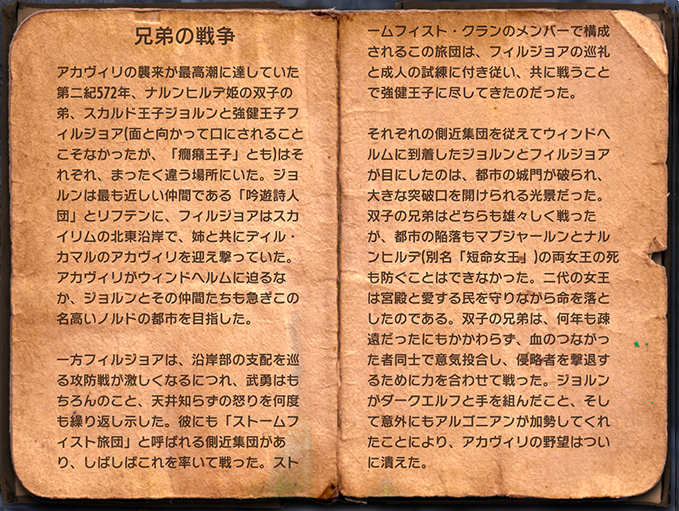 兄弟の戦争
アカヴィリの襲来が最高潮に達していた
第二紀572年、ナルンヒルデ姫の双子の
弟、スカルド王子ジョルンと強健王子フ
ィルジョア(面と向かって口にされること
こそなかったが、「癇癪王子」とも)はそ
れぞれ、まったく違う場所にいた。ジョ
ルンは最も近しい仲間である「吟遊詩人
団」とリフテンに、フィルジョアはスカ
イリムの北東沿岸で、姉と共にディル・
カマルのアカヴィリを迎え撃っていた。
アカヴィリがウィンドヘルムに迫るな
か、ジョルンとその仲間たちも急ぎこの
名高いノルドの都市を目指した。
一方フィルジョアは、沿岸部の支配を巡
る攻防戦が激しくなるにつれ、武勇はも
ちろんのこと、天井知らずの怒りを何度
も繰り返し示した。彼にも「ストームフ
ィスト旅団」と呼ばれる側近集団があ
り、しばしばこれを率いて戦った。スト
ームフィスト・クランのメンバーで構成
されるこの旅団は、フィルジョアの巡礼
と成人の試練に付き従い、共に戦うこと
で強健王子に尽してきたのだった。
それぞれの側近集団を従えてウィンドヘ
ルムに到着したジョルンとフィルジョア
が目にしたのは、都市の城門が破られ、
大きな突破口を開けられる光景だった。
双子の兄弟はどちらも雄々しく戦った
が、都市の陥落もマブジャールンとナル
ンヒルデ(別名「短命女王」)の両女王の死
も防ぐことはできなかった。二代の女王
は宮殿と愛する民を守りながら命を落と
したのである。双子の兄弟は、何年も疎
遠だったにもかかわらず、血のつながっ
た者同士で意気投合し、侵略者を撃退す
るために力を合わせて戦った。ジョルン
がダークエルフと手を組んだこと、そし
て意外にもアルゴニアンが加勢してくれ
たことにより、アカヴィリの野望はつい
に潰えた。